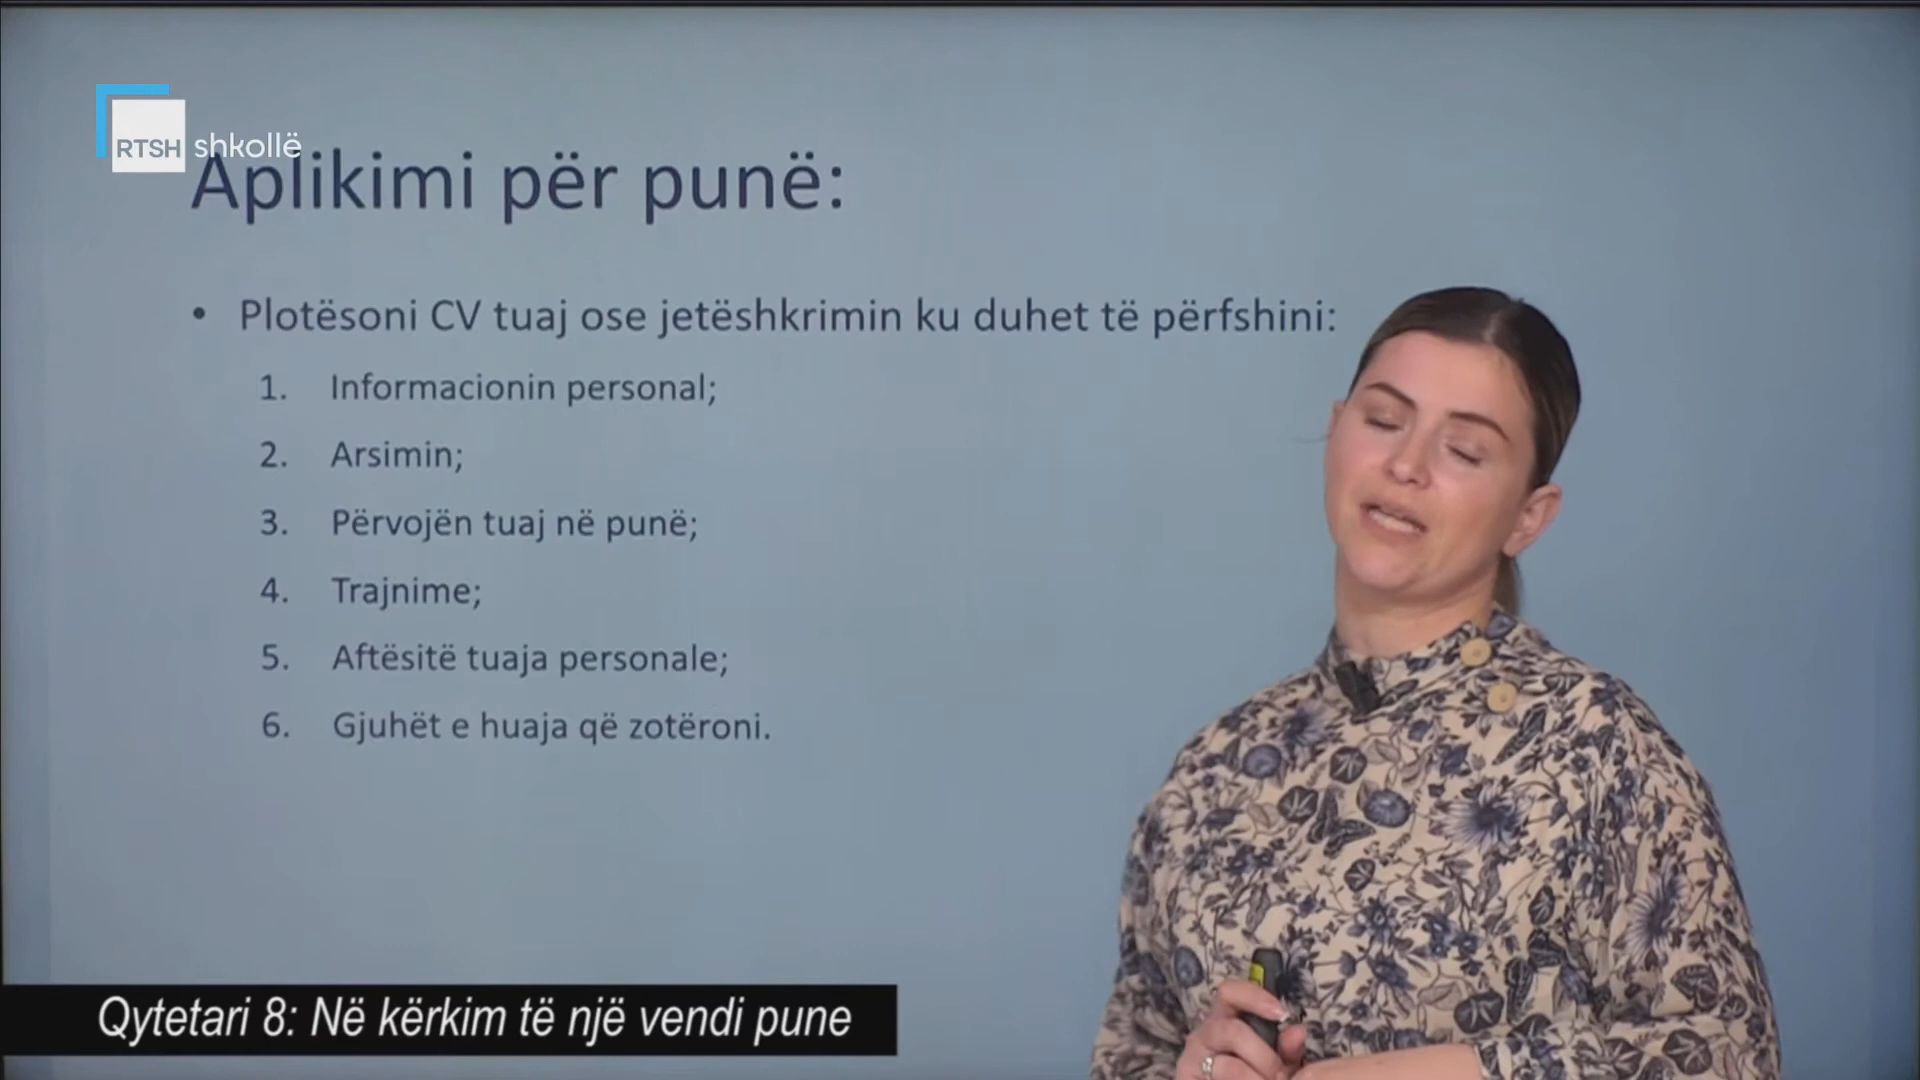 RTSH shkollë
Aplikimi për punë:
• Plotësoni CV tuaj ose jetëshkrimin ku duhet të përfshini:
1. Informacionin personal;
2. Arsimin;
3. Përvojën tuaj në punë;
4. Trajnime;
5. Aftësitë tuaja personale;
6. Gjuhët e huaja që zotëroni.
Qytetari 8: Në kërkim të një vendi pune